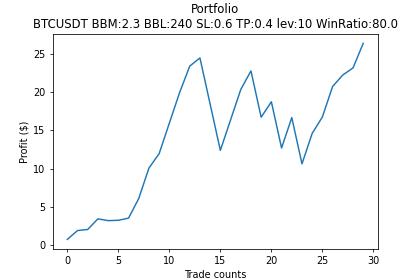 Portfolio
BTCUSDT BBM:2.3 BBL:240 SL:0.6 TP:0.4 lev:10 WinRatio:80.0
25
20
15
10
5
0
Profit ($)
0 5 10 15 20 25 30
Trade counts